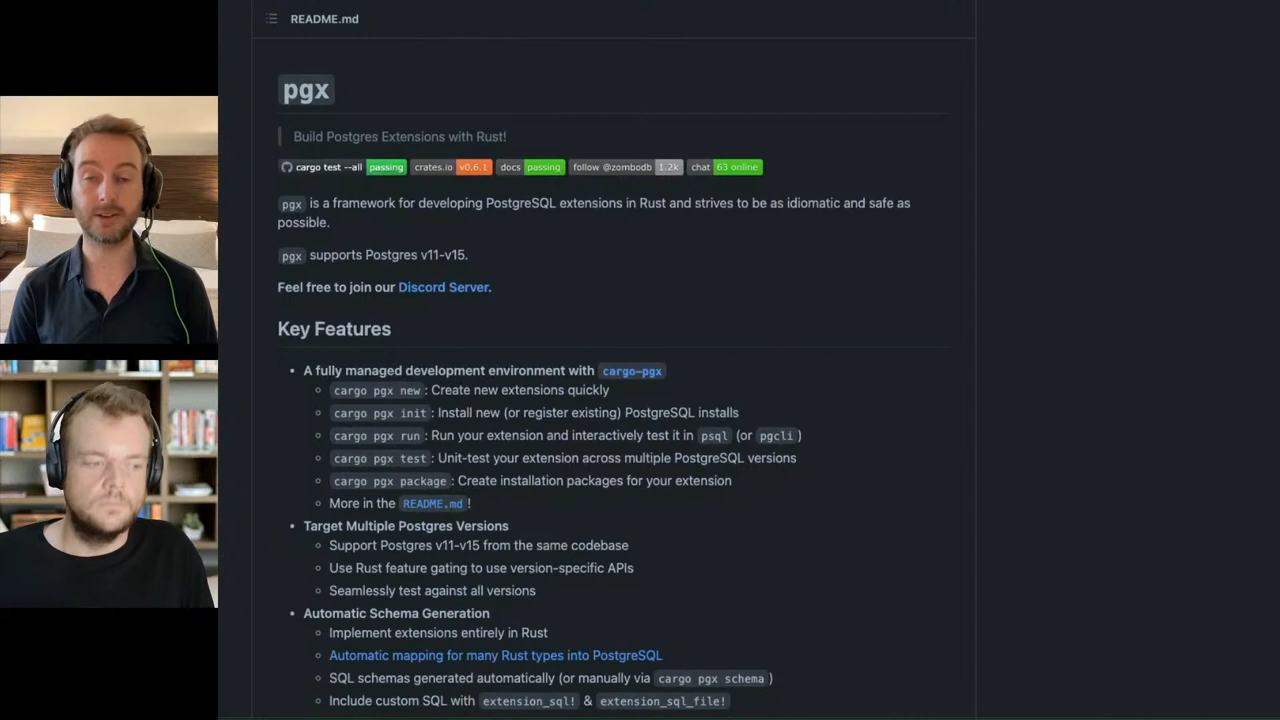 README.md
pgx
Build Postgres Extensions with Rust!
cargo test --all passing crates.io v0.6.1 docs passing follow @zombodb 1.2k chat 63 online
pgx is a framework for developing PostgreSQL extensions in Rust and strives to be as idiomatic and safe as
possible.
pgx supports Postgres v11-v15.
Feel free to join our Discord Server.
Key Features
• A fully managed development environment with cargo-pgx
◦ cargo pgx new: Create new extensions quickly
◦ cargo pgx init: Install new (or register existing) PostgreSQL installs
◦ cargo pgx run: Run your extension and interactively test it in psql (or pgcli)
◦ cargo pgx test: Unit-test your extension across multiple PostgreSQL versions
◦ cargo pgx package: Create installation packages for your extension
◦ More in the README.md!
• Target Multiple Postgres Versions
◦ Support Postgres v11-v15 from the same codebase
◦ Use Rust feature gating to use version-specific APIs
◦ Seamlessly test against all versions
• Automatic Schema Generation
◦ Implement extensions entirely in Rust
◦ Automatic mapping for many Rust types into PostgreSQL
◦ SQL schemas generated automatically (or manually via cargo pgx schema)
◦ Include custom SQL with extension_sql! & extension_sql_file!